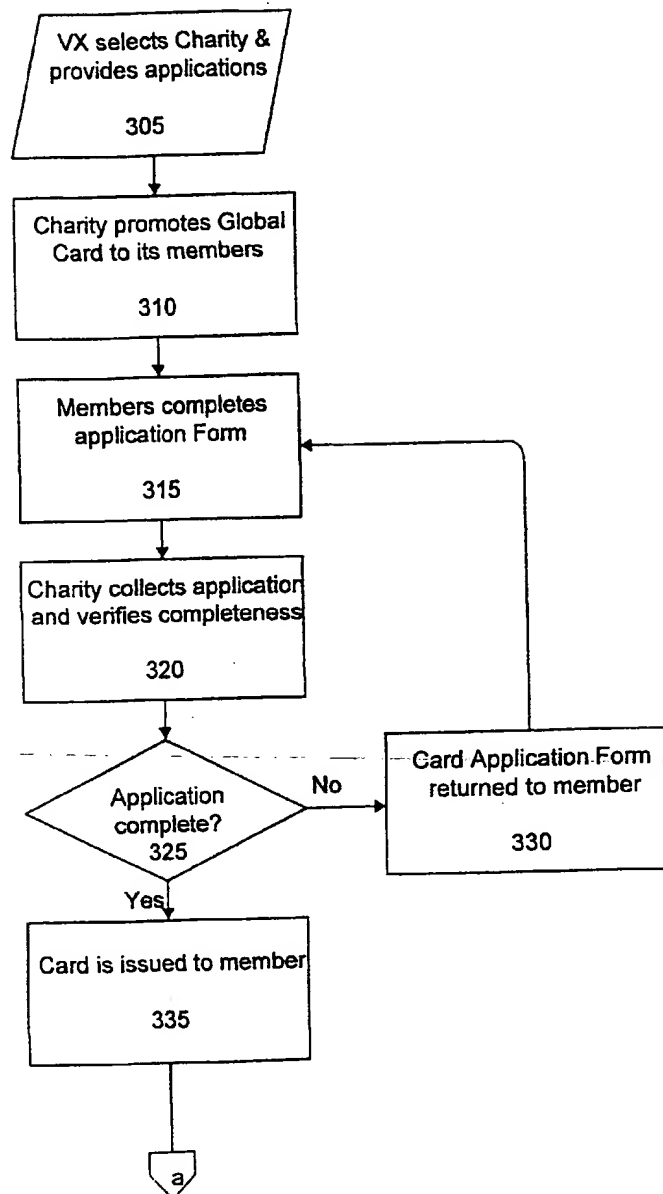 VX selects Charity &
provides applications
305
Charity promotes Global
Card to its members
310
Members completes
application Form
315
Charity collects application
and verifies completeness
320
Application
complete?
325
No
Card Application Form
returned to member
330
Yes
Card is issued to member
335
a